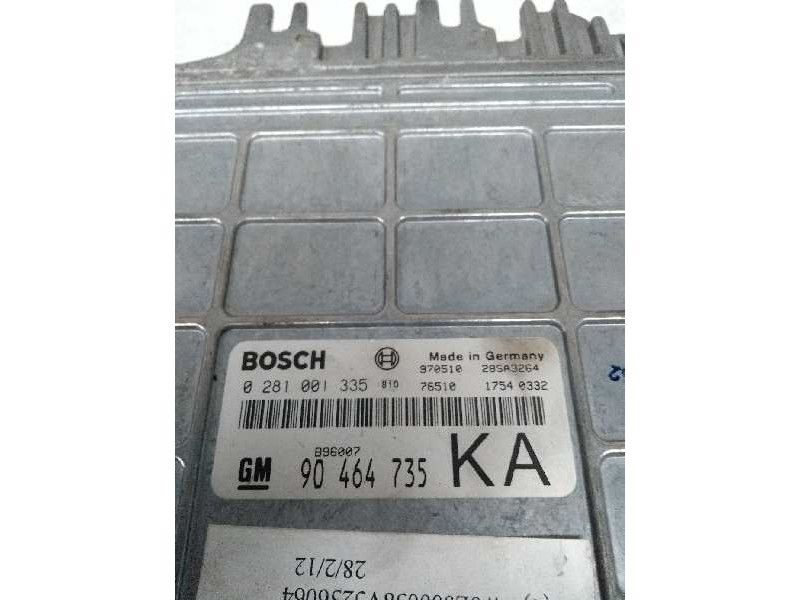 BOSCH Made in Germany
970510 28SA3264
0 281 001 335 B10 76510 1754 0332
B96007
GM 90 464 735 KA
28/2/12